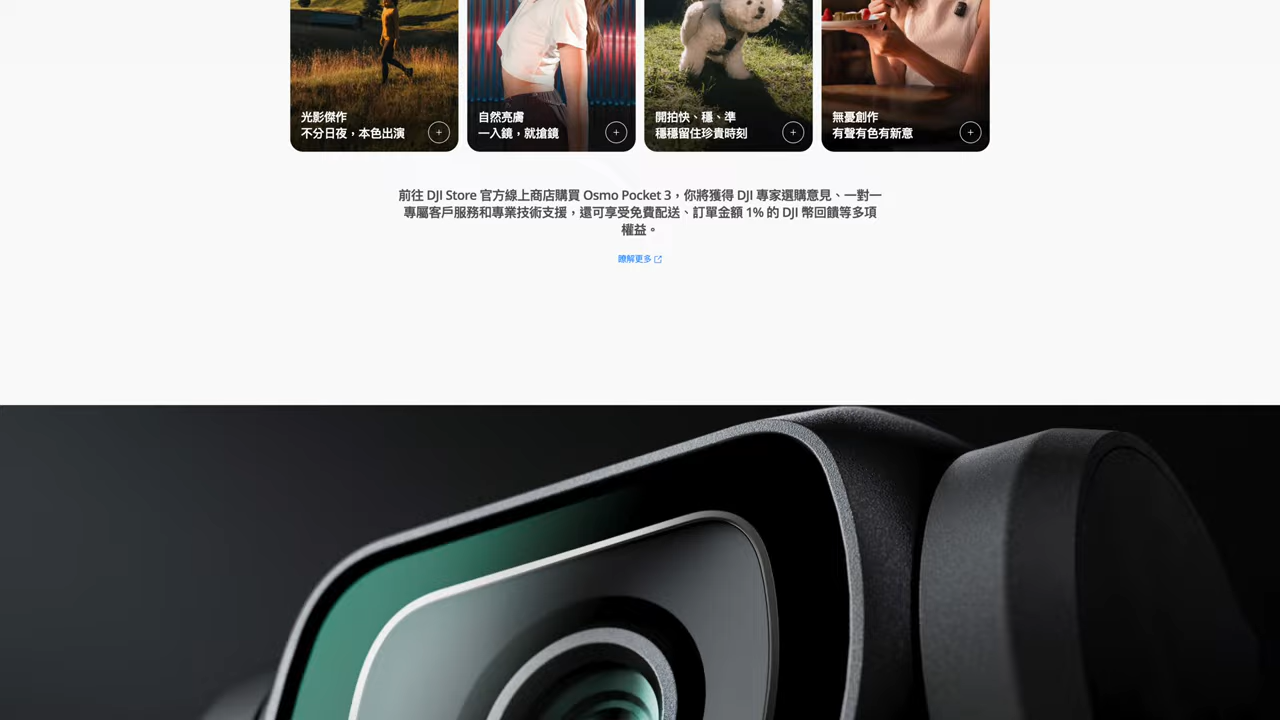 光影傑作
不分日夜，本色出演
自然亮膚
一入鏡，就搶鏡
開拍快、穩、準
穩穩留住珍貴時刻
無憂創作
有聲有色有新意
前往 DJI Store 官方線上商店購買 Osmo Pocket 3，你將獲得 DJI 專家選購意見、一對一
專屬客戶服務和專業技術支援，還可享受免費配送、訂單金額 1% 的 DJI 幣回饋等多項
權益。
瞭解更多